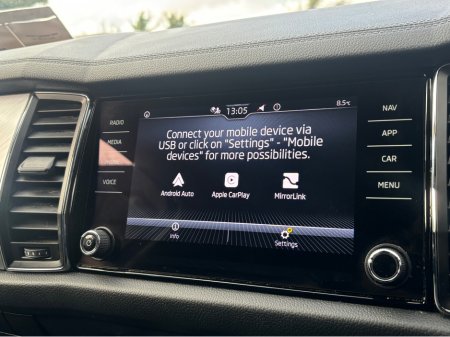 13:05
8.5°C
RADIO
MEDIA
VOICE
NAV
APP
CAR
MENU
Connect your mobile device via
USB or click on "Settings" - "Mobile
devices" for more possibilities.
Android Auto
Apple CarPlay
MirrorLink
Info
Settings